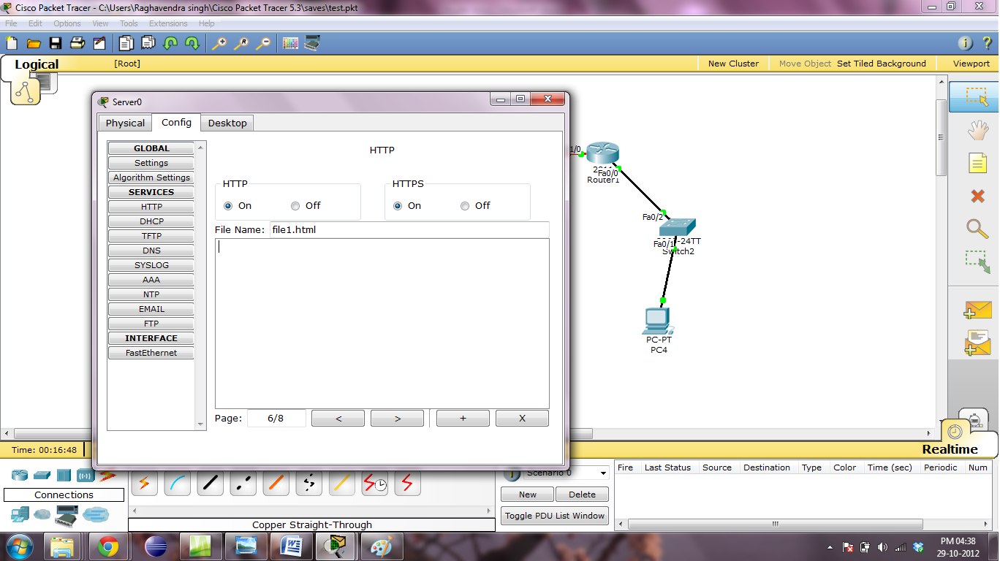 Cisco Packet Tracer - C:\Users\Raghavendra singh\Cisco Packet Tracer 5.3\saves\test.pkt
File Edit Options View Tools Extensions Help
Logical [Root] New Cluster Move Object Set Tiled Background Viewport
Server0
Physical Config Desktop
GLOBAL
Settings
Algorithm Settings
SERVICES
HTTP
DHCP
TFTP
DNS
SYSLOG
AAA
NTP
EMAIL
FTP
INTERFACE
FastEthernet
HTTP
HTTP
On Off
HTTPS
On Off
File Name: file1.html
Page: 6/8 < > + X
1/0
Fa0/0
Router1
Fa0/2
-24TT
Fa0/1
Switch2
PC-PT
PC4
Time: 00:16:48
Realtime
Connections
Copper Straight-Through
Scenario 0
New Delete
Toggle PDU List Window
Fire Last Status Source Destination Type Color Time (sec) Periodic Num
PM 04:38
29-10-2012